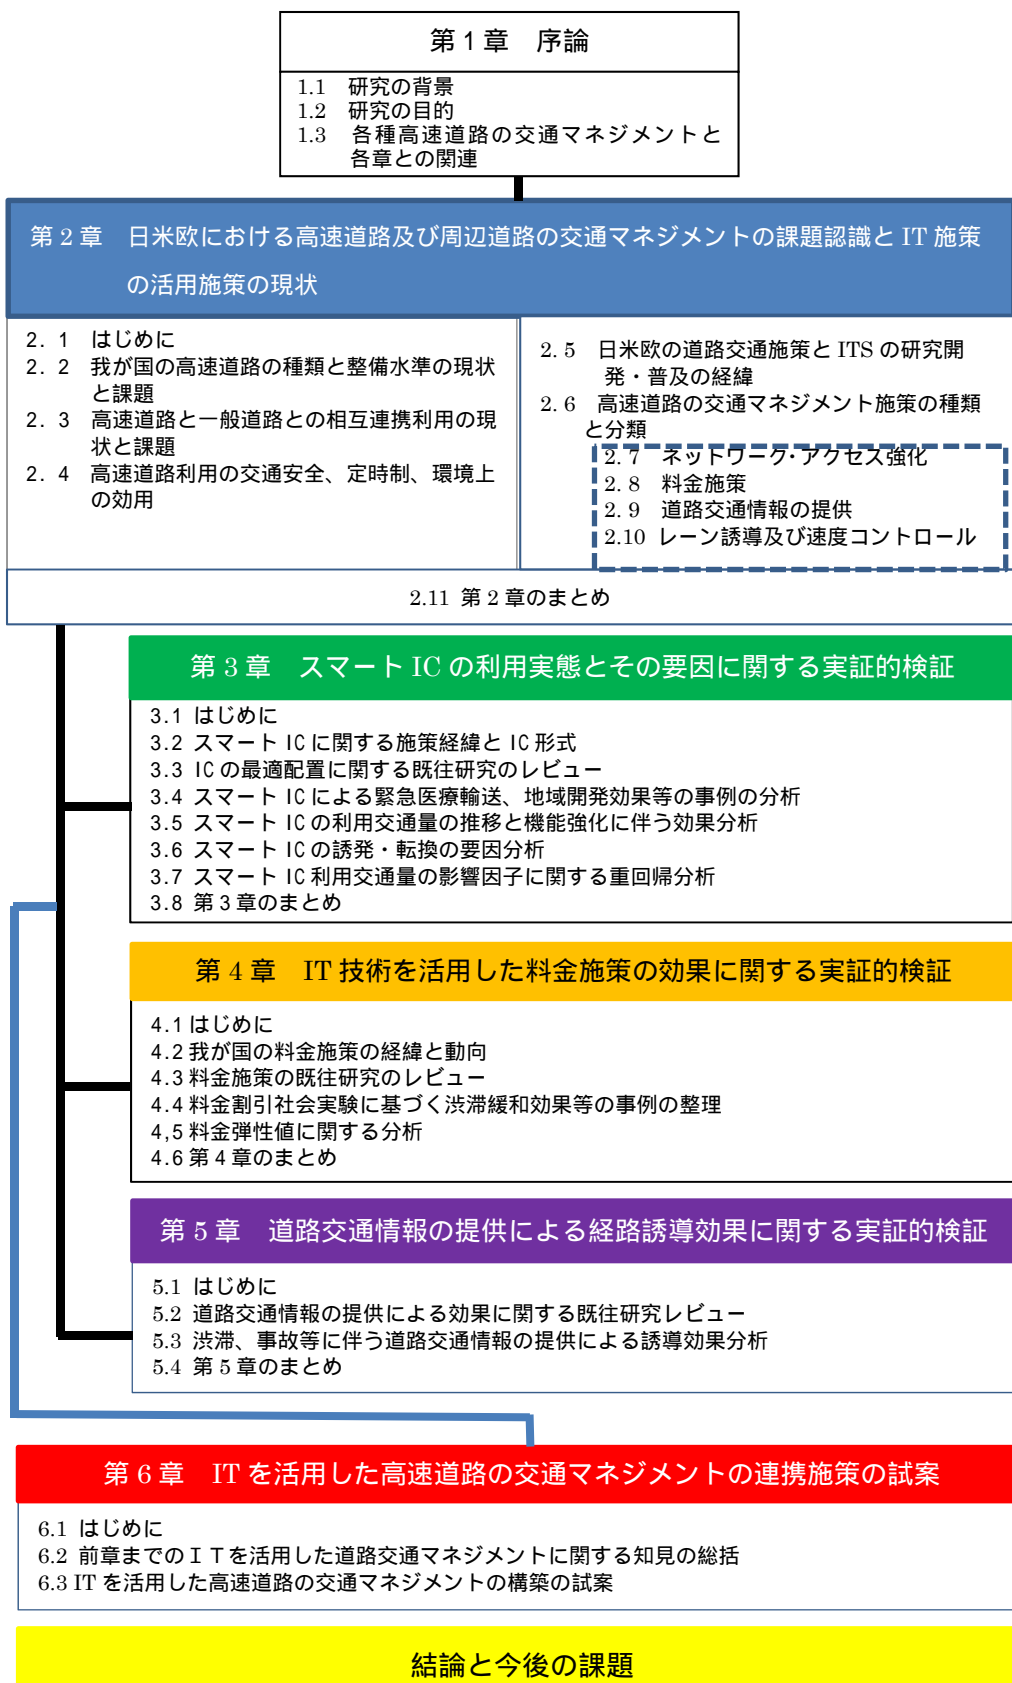 第1章　序論
1.1　研究の背景
1.2　研究の目的
1.3　各種高速道路の交通マネジメントと
各章との関連
第2章　日米欧における高速道路及び周辺道路の交通マネジメントの課題認識とIT施策
の活用施策の現状
2. 1　はじめに
2. 2　我が国の高速道路の種類と整備水準の現状
と課題
2. 3　高速道路と一般道路との相互連携利用の現
状と課題
2. 4　高速道路利用の交通安全、定時制、環境上
の効用
2. 5　日米欧の道路交通施策とITSの研究開
発・普及の経緯
2. 6　高速道路の交通マネジメント施策の種類
と分類
2. 7　ネットワーク・アクセス強化
2. 8　料金施策
2. 9　道路交通情報の提供
2.10 レーン誘導及び速度コントロール
2.11 第2章のまとめ
第3章　スマートICの利用実態とその要因に関する実証的検証
3.1 はじめに
3.2 スマートICに関する施策経緯とIC形式
3.3 ICの最適配置に関する既往研究のレビュー
3.4 スマートICによる緊急医療輸送、地域開発効果等の事例の分析
3.5 スマートICの利用交通量の推移と機能強化に伴う効果分析
3.6 スマートICの誘発・転換の要因分析
3.7 スマートIC利用交通量の影響因子に関する重回帰分析
3.8 第3章のまとめ
第4章　IT技術を活用した料金施策の効果に関する実証的検証
4.1はじめに
4.2我が国の料金施策の経緯と動向
4.3料金施策の既往研究のレビュー
4.4料金割引社会実験に基づく渋滞緩和効果等の事例の整理
4,5料金弾性値に関する分析
4.6第4章のまとめ
第5章　道路交通情報の提供による経路誘導効果に関する実証的検証
5.1 はじめに
5.2 道路交通情報の提供による効果に関する既往研究レビュー
5.3 渋滞、事故等に伴う道路交通情報の提供による誘導効果分析
5.4 第5章のまとめ
第6章　ITを活用した高速道路の交通マネジメントの連携施策の試案
6.1 はじめに
6.2 前章までのＩＴを活用した道路交通マネジメントに関する知見の総括
6.3 ITを活用した高速道路の交通マネジメントの構築の試案
結論と今後の課題